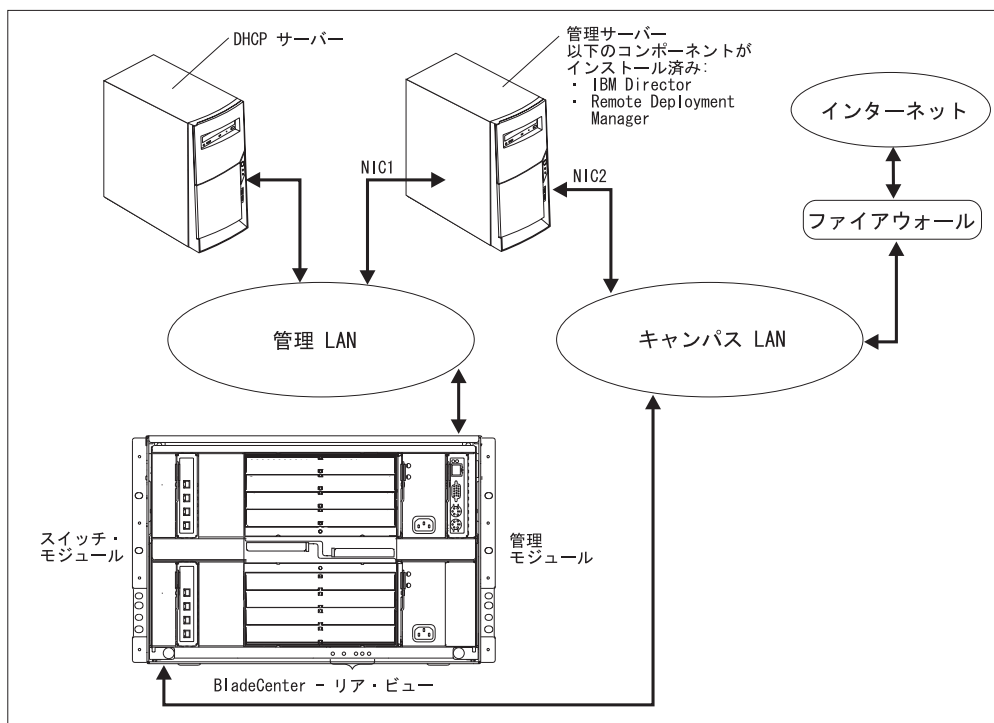 DHCP サーバー
管理サーバー
以下のコンポーネントが
インストール済み:
・ IBM Director
・ Remote Deployment
Manager
インターネット
NIC1
NIC2
ファイアウォール
管理 LAN
キャンパス LAN
スイッチ・
モジュール
管理
モジュール
BladeCenter - リア・ビュー